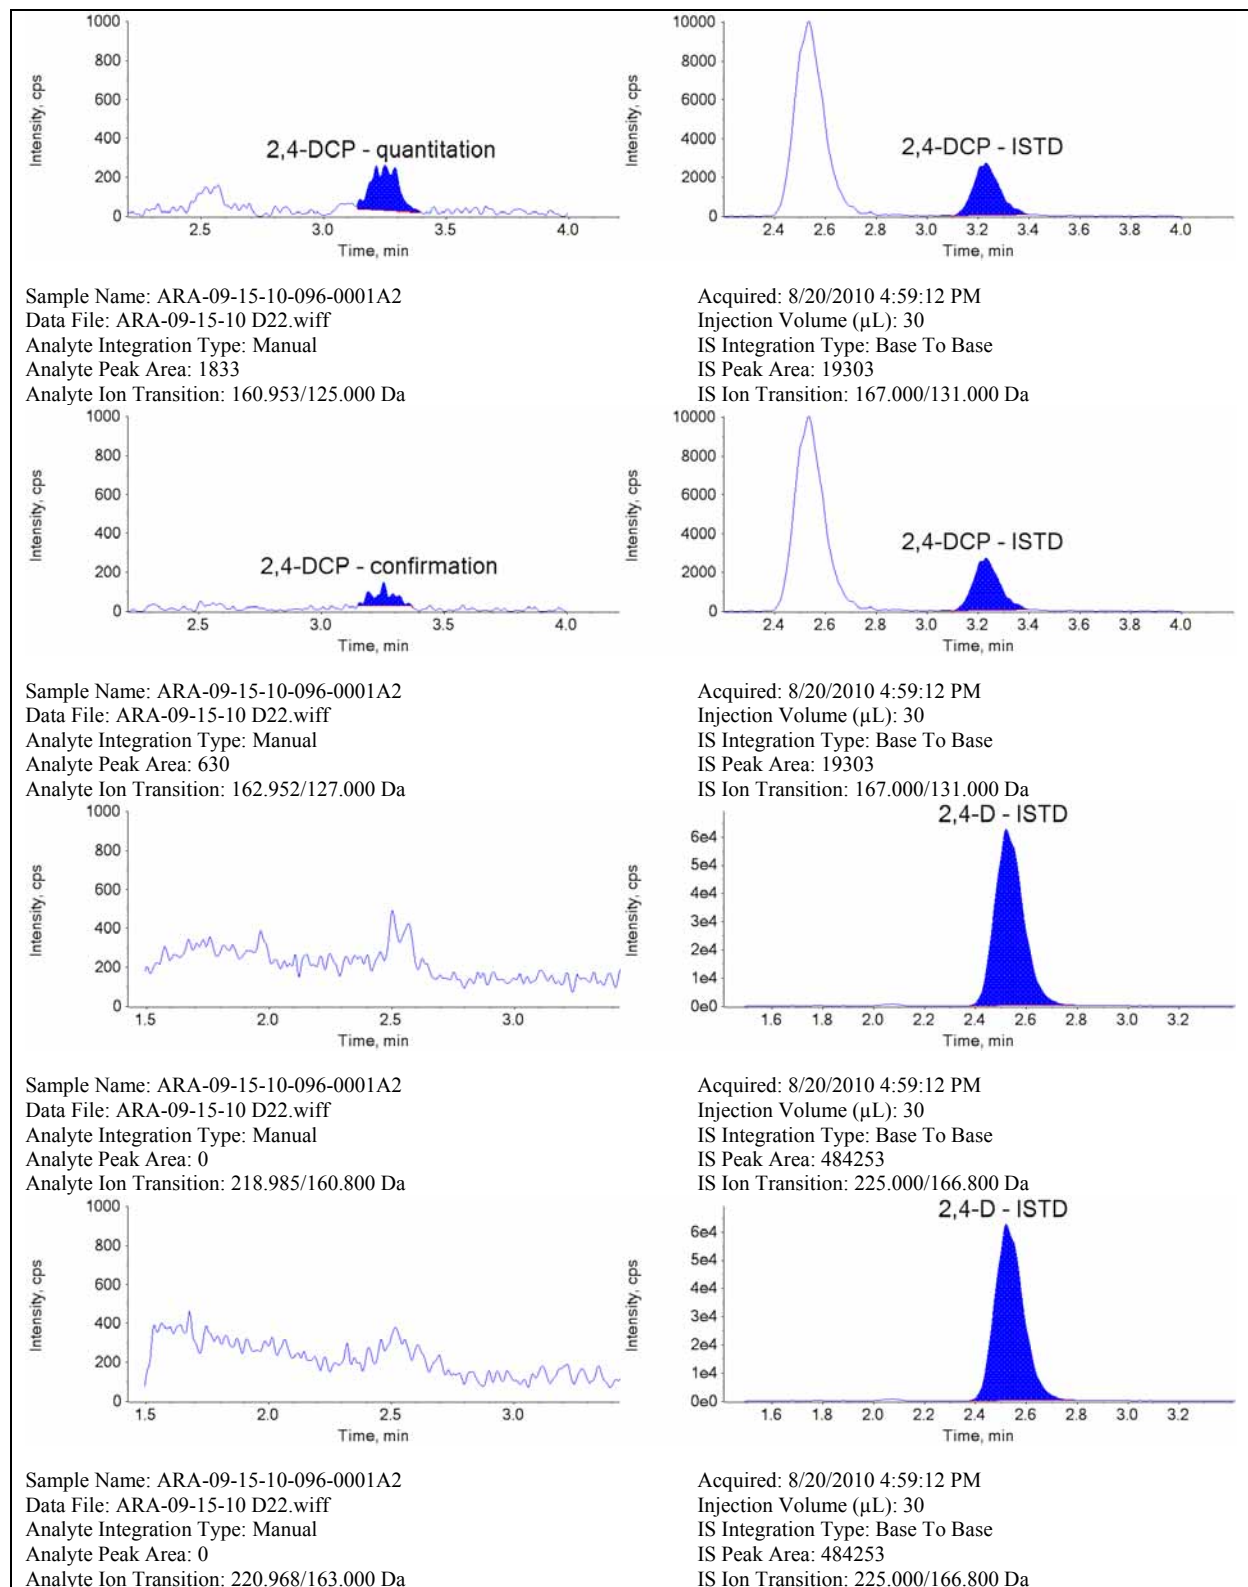 1000
800
600
400
200
0
Intensity, cps
2,4-DCP - quantitation
2.5 3.0 3.5 4.0
Time, min
10000
8000
6000
4000
2000
0
Intensity, cps
2,4-DCP - ISTD
2.4 2.6 2.8 3.0 3.2 3.4 3.6 3.8 4.0
Time, min
Sample Name: ARA-09-15-10-096-0001A2
Data File: ARA-09-15-10 D22.wiff
Analyte Integration Type: Manual
Analyte Peak Area: 1833
Analyte Ion Transition: 160.953/125.000 Da
Acquired: 8/20/2010 4:59:12 PM
Injection Volume (µL): 30
IS Integration Type: Base To Base
IS Peak Area: 19303
IS Ion Transition: 167.000/131.000 Da
1000
800
600
400
200
0
Intensity, cps
2,4-DCP - confirmation
2.5 3.0 3.5 4.0
Time, min
10000
8000
6000
4000
2000
0
Intensity, cps
2,4-DCP - ISTD
2.4 2.6 2.8 3.0 3.2 3.4 3.6 3.8 4.0
Time, min
Sample Name: ARA-09-15-10-096-0001A2
Data File: ARA-09-15-10 D22.wiff
Analyte Integration Type: Manual
Analyte Peak Area: 630
Analyte Ion Transition: 162.952/127.000 Da
Acquired: 8/20/2010 4:59:12 PM
Injection Volume (µL): 30
IS Integration Type: Base To Base
IS Peak Area: 19303
IS Ion Transition: 167.000/131.000 Da
1000
800
600
400
200
0
Intensity, cps
1.5 2.0 2.5 3.0
Time, min
2,4-D - ISTD
6e4
5e4
4e4
3e4
2e4
1e4
0e0
Intensity, cps
1.6 1.8 2.0 2.2 2.4 2.6 2.8 3.0 3.2
Time, min
Sample Name: ARA-09-15-10-096-0001A2
Data File: ARA-09-15-10 D22.wiff
Analyte Integration Type: Manual
Analyte Peak Area: 0
Analyte Ion Transition: 218.985/160.800 Da
Acquired: 8/20/2010 4:59:12 PM
Injection Volume (µL): 30
IS Integration Type: Base To Base
IS Peak Area: 484253
IS Ion Transition: 225.000/166.800 Da
1000
800
600
400
200
0
Intensity, cps
1.5 2.0 2.5 3.0
Time, min
2,4-D - ISTD
6e4
5e4
4e4
3e4
2e4
1e4
0e0
Intensity, cps
1.6 1.8 2.0 2.2 2.4 2.6 2.8 3.0 3.2
Time, min
Sample Name: ARA-09-15-10-096-0001A2
Data File: ARA-09-15-10 D22.wiff
Analyte Integration Type: Manual
Analyte Peak Area: 0
Analyte Ion Transition: 220.968/163.000 Da
Acquired: 8/20/2010 4:59:12 PM
Injection Volume (µL): 30
IS Integration Type: Base To Base
IS Peak Area: 484253
IS Ion Transition: 225.000/166.800 Da